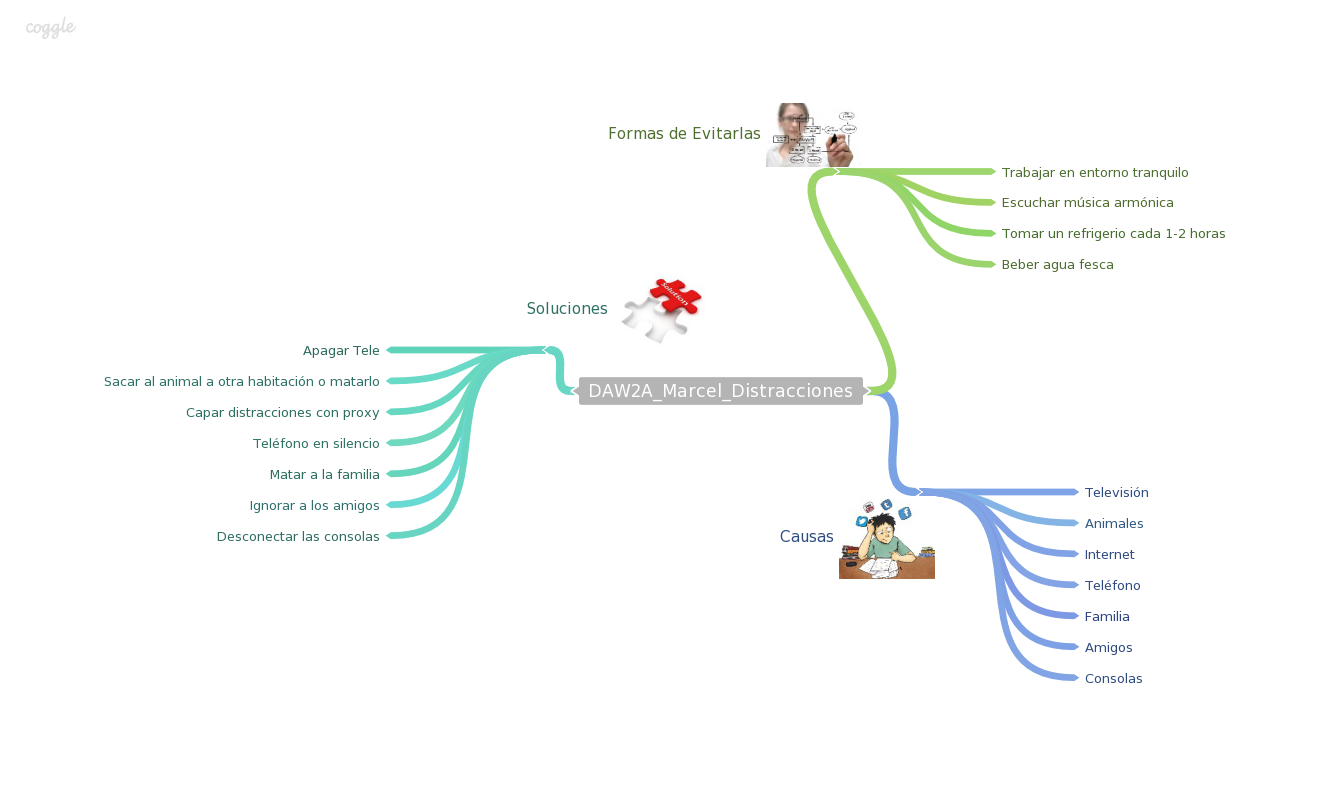 coggle
Formas de Evitarlas
Trabajar en entorno tranquilo
Escuchar música armónica
Tomar un refrigerio cada 1-2 horas
Beber agua fesca
Soluciones
Solution
Apagar Tele
Sacar al animal a otra habitación o matarlo
Capar distracciones con proxy
Teléfono en silencio
Matar a la familia
Ignorar a los amigos
Desconectar las consolas
DAW2A_Marcel_Distracciones
Causas
Televisión
Animales
Internet
Teléfono
Familia
Amigos
Consolas